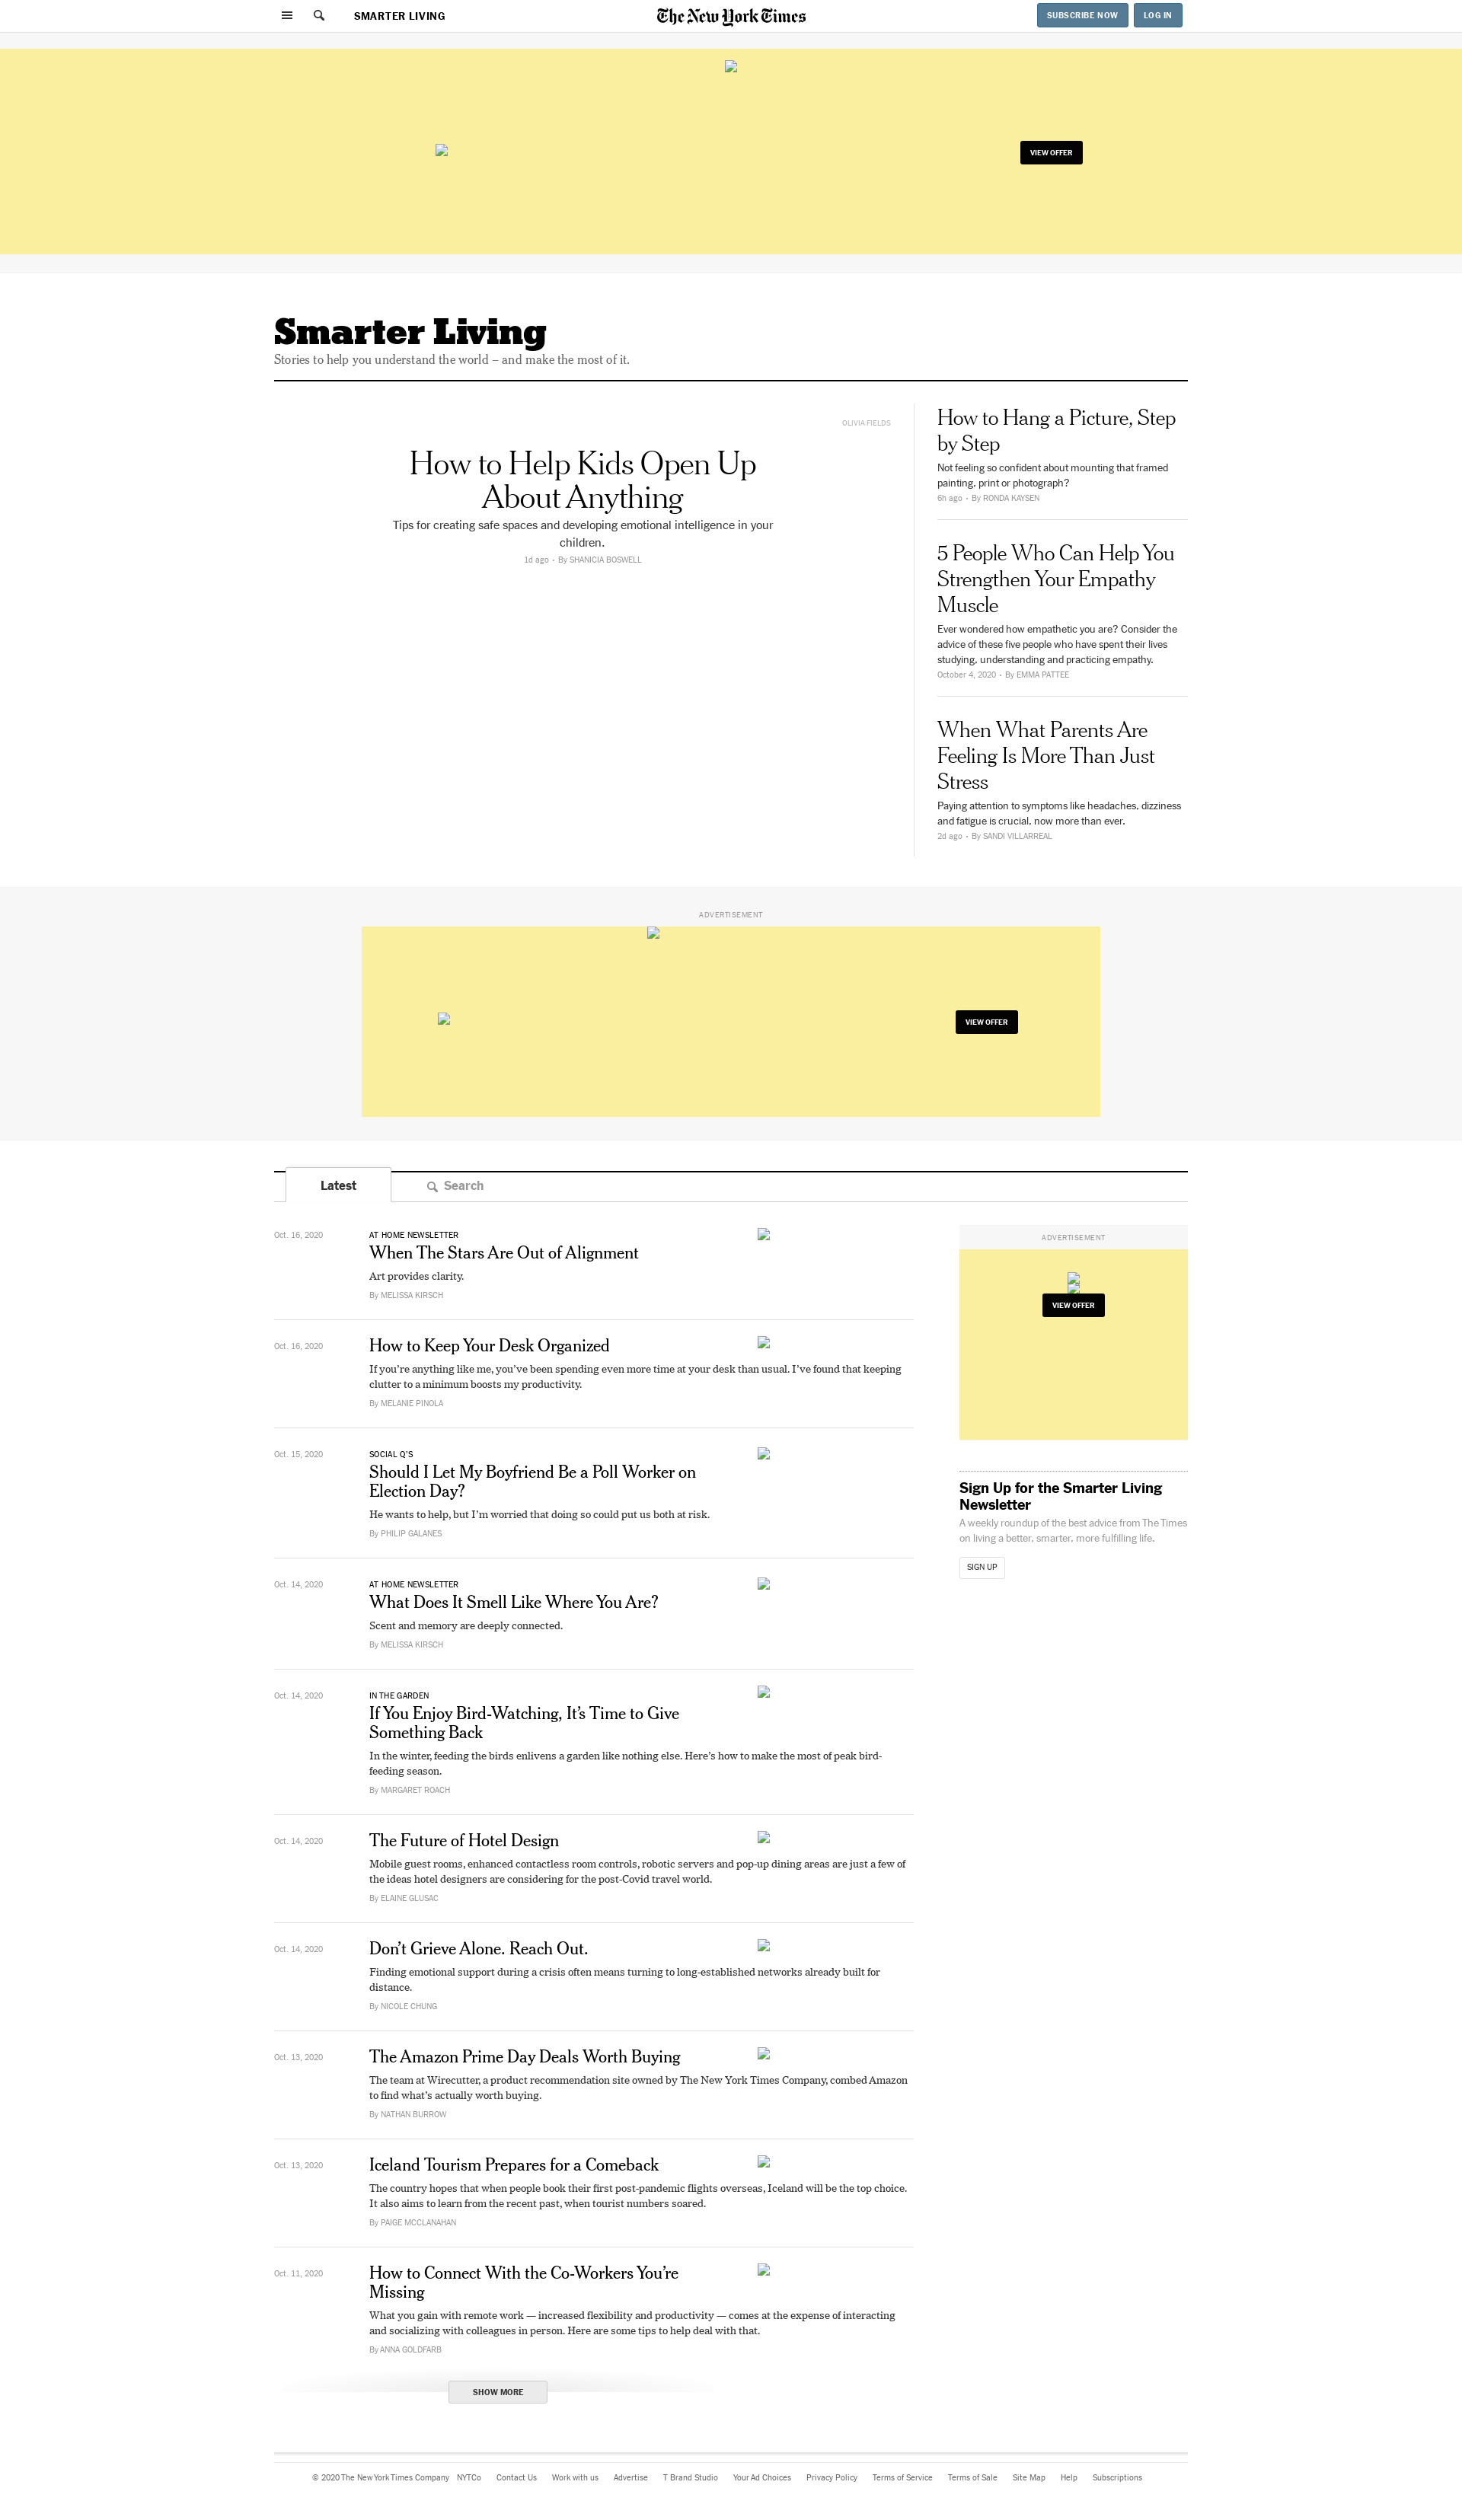 SMARTER LIVING
The New York Times
SUBSCRIBE NOW
LOG IN
VIEW OFFER
Smarter Living
Stories to help you understand the world – and make the most of it.
OLIVIA FIELDS
How to Help Kids Open Up
About Anything
Tips for creating safe spaces and developing emotional intelligence in your
children.
1d ago • By SHANICIA BOSWELL
How to Hang a Picture, Step
by Step
Not feeling so confident about mounting that framed
painting, print or photograph?
6h ago • By RONDA KAYSEN
5 People Who Can Help You
Strengthen Your Empathy
Muscle
Ever wondered how empathetic you are? Consider the
advice of these five people who have spent their lives
studying, understanding and practicing empathy.
October 4, 2020 • By EMMA PATTEE
When What Parents Are
Feeling Is More Than Just
Stress
Paying attention to symptoms like headaches, dizziness
and fatigue is crucial, now more than ever.
2d ago • By SANDI VILLARREAL
ADVERTISEMENT
VIEW OFFER
Latest
Search
Oct. 16, 2020
AT HOME NEWSLETTER
When The Stars Are Out of Alignment
Art provides clarity.
By MELISSA KIRSCH
Oct. 16, 2020
How to Keep Your Desk Organized
If you’re anything like me, you’ve been spending even more time at your desk than usual. I’ve found that keeping
clutter to a minimum boosts my productivity.
By MELANIE PINOLA
Oct. 15, 2020
SOCIAL Q’S
Should I Let My Boyfriend Be a Poll Worker on
Election Day?
He wants to help, but I’m worried that doing so could put us both at risk.
By PHILIP GALANES
Oct. 14, 2020
AT HOME NEWSLETTER
What Does It Smell Like Where You Are?
Scent and memory are deeply connected.
By MELISSA KIRSCH
Oct. 14, 2020
IN THE GARDEN
If You Enjoy Bird-Watching, It’s Time to Give
Something Back
In the winter, feeding the birds enlivens a garden like nothing else. Here’s how to make the most of peak bird-
feeding season.
By MARGARET ROACH
Oct. 14, 2020
The Future of Hotel Design
Mobile guest rooms, enhanced contactless room controls, robotic servers and pop-up dining areas are just a few of
the ideas hotel designers are considering for the post-Covid travel world.
By ELAINE GLUSAC
Oct. 14, 2020
Don’t Grieve Alone. Reach Out.
Finding emotional support during a crisis often means turning to long-established networks already built for
distance.
By NICOLE CHUNG
Oct. 13, 2020
The Amazon Prime Day Deals Worth Buying
The team at Wirecutter, a product recommendation site owned by The New York Times Company, combed Amazon
to find what’s actually worth buying.
By NATHAN BURROW
Oct. 13, 2020
Iceland Tourism Prepares for a Comeback
The country hopes that when people book their first post-pandemic flights overseas, Iceland will be the top choice.
It also aims to learn from the recent past, when tourist numbers soared.
By PAIGE MCCLANAHAN
Oct. 11, 2020
How to Connect With the Co-Workers You’re
Missing
What you gain with remote work — increased flexibility and productivity — comes at the expense of interacting
and socializing with colleagues in person. Here are some tips to help deal with that.
By ANNA GOLDFARB
SHOW MORE
ADVERTISEMENT
VIEW OFFER
Sign Up for the Smarter Living
Newsletter
A weekly roundup of the best advice from The Times
on living a better, smarter, more fulfilling life.
SIGN UP
© 2020 The New York Times Company NYTCo Contact Us Work with us Advertise T Brand Studio Your Ad Choices Privacy Policy Terms of Service Terms of Sale Site Map Help Subscriptions